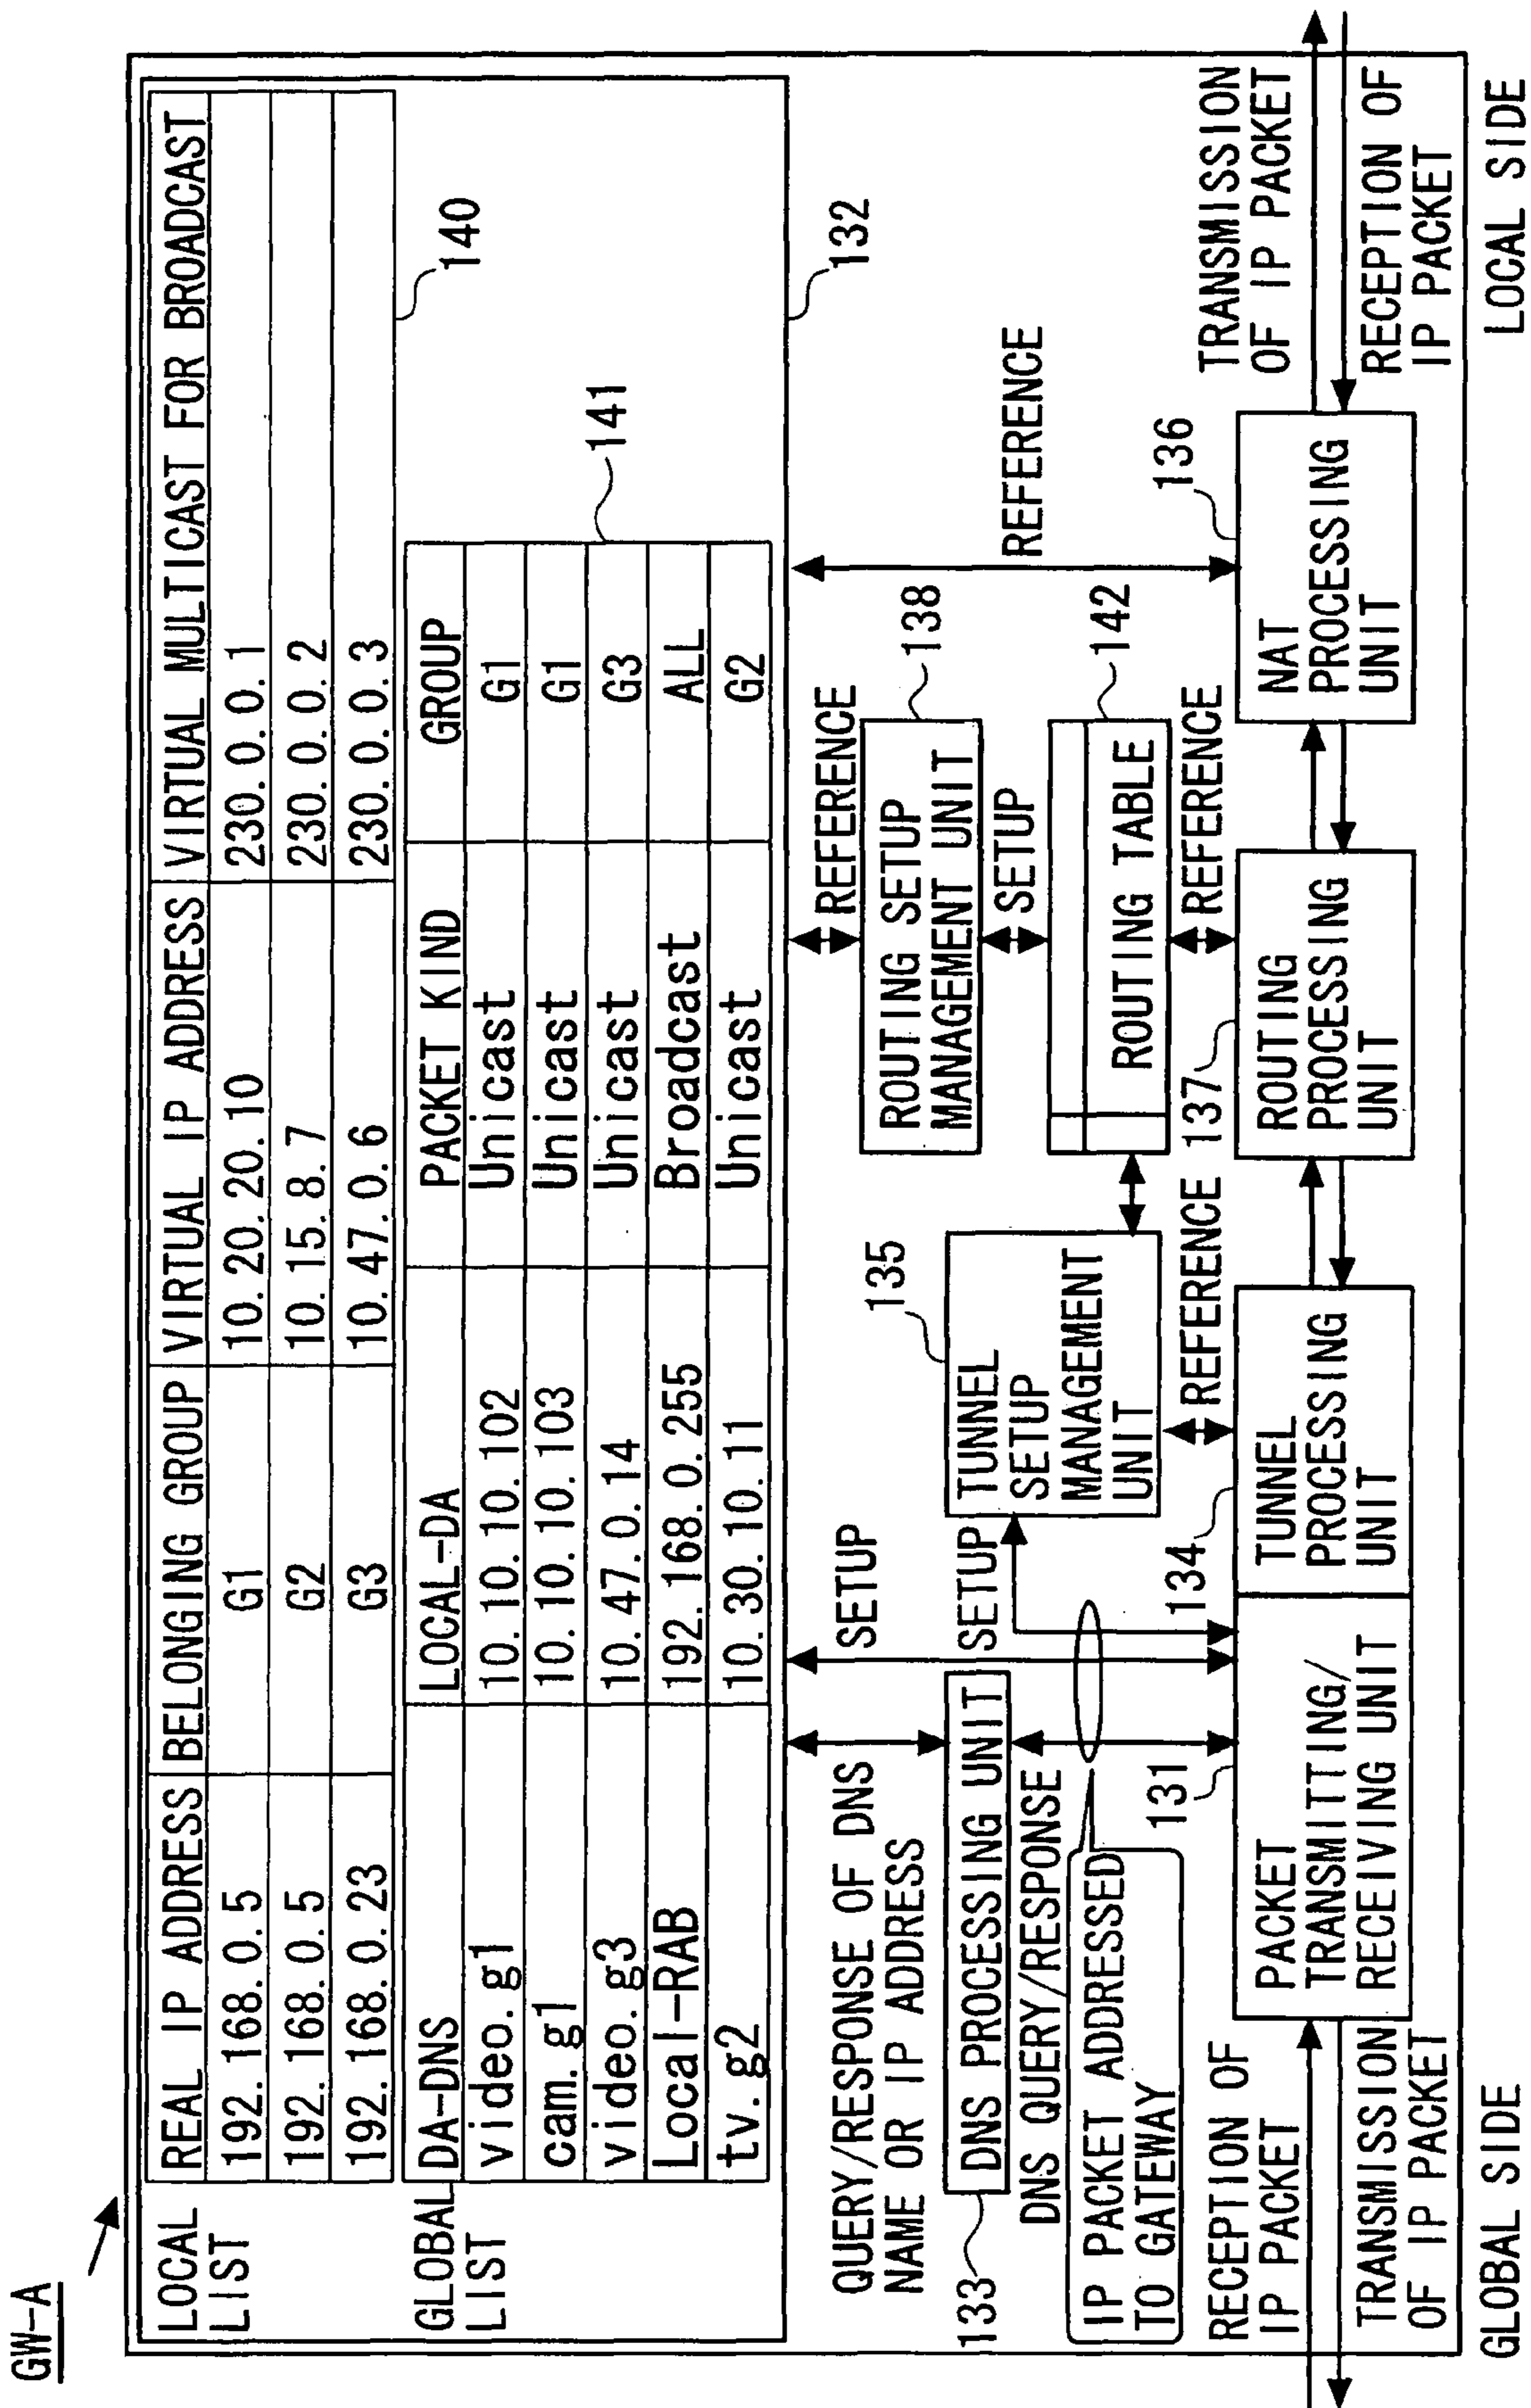 GW-A
LOCAL
LIST
REAL IP ADDRESS BELONGING GROUP VIRTUAL IP ADDRESS VIRTUAL MULTICAST FOR BROADCAST
192.168.0.5 G1 10.20.20.10 230.0.0.1
192.168.0.5 G2 10.15.8.7 230.0.0.2
192.168.0.23 G3 10.47.0.6 230.0.0.3
140
GLOBAL
LIST
DA-DNS LOCAL-DA PACKET KIND GROUP
video.g1 10.10.10.102 Unicast G1
cam.g1 10.10.10.103 Unicast G1
video.g3 10.47.0.14 Unicast G3
Local-RAB 192.168.0.255 Broadcast ALL
tv.g2 10.30.10.11 Unicast G2
141
132
QUERY/RESPONSE OF DNS
NAME OR IP ADDRESS
SETUP
REFERENCE
REFERENCE
133
DNS PROCESSING UNIT
SETUP
135
TUNNEL
SETUP
MANAGEMENT
UNIT
ROUTING SETUP
MANAGEMENT UNIT
138
SETUP
ROUTING TABLE
142
DNS QUERY/RESPONSE
IP PACKET ADDRESSED
TO GATEWAY
131
134
REFERENCE
137
REFERENCE
136
RECEPTION OF
IP PACKET
PACKET
TRANSMITTING/
RECEIVING UNIT
TUNNEL
PROCESSING
UNIT
ROUTING
PROCESSING
UNIT
NAT
PROCESSING
UNIT
TRANSMISSION
OF IP PACKET
TRANSMISSION
OF IP PACKET
RECEPTION OF
IP PACKET
GLOBAL SIDE
LOCAL SIDE